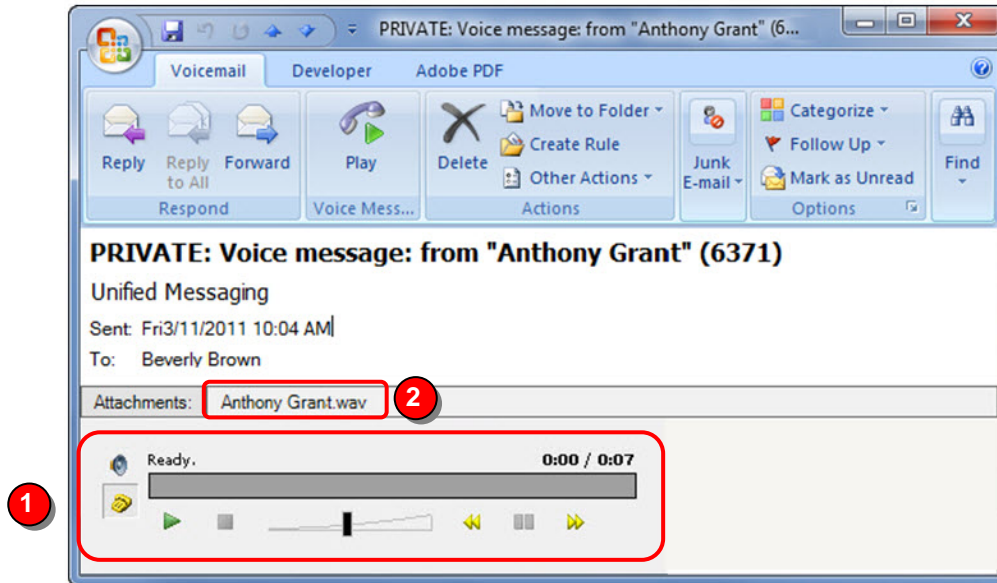 PRIVATE: Voice message: from "Anthony Grant" (6...
Voicemail Developer Adobe PDF
Reply
Reply to All
Forward
Play
Delete
Move to Folder
Create Rule
Other Actions
Junk E-mail
Categorize
Follow Up
Mark as Unread
Find
Respond
Voice Mess...
Actions
Options
PRIVATE: Voice message: from "Anthony Grant" (6371)
Unified Messaging
Sent: Fri3/11/2011 10:04 AM
To: Beverly Brown
Attachments: Anthony Grant.wav
2
Ready. 0:00 / 0:07
1